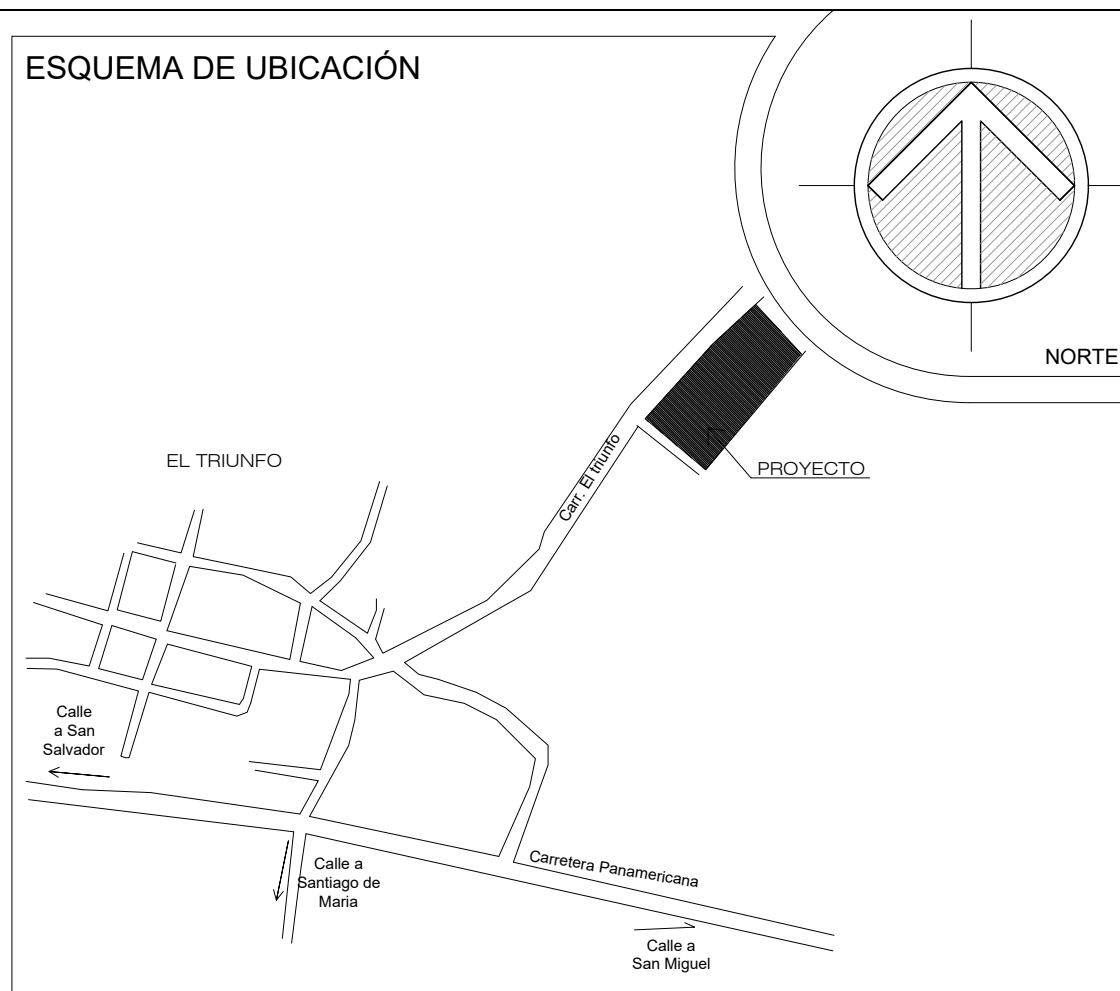 ESQUEMA DE UBICACIÓN
NORTE
EL TRIUNFO
Carr. El triunfo
PROYECTO
Calle
a San
Salvador
Calle a
Santiago de
Maria
Carretera Panamericana
Calle a
San Miguel